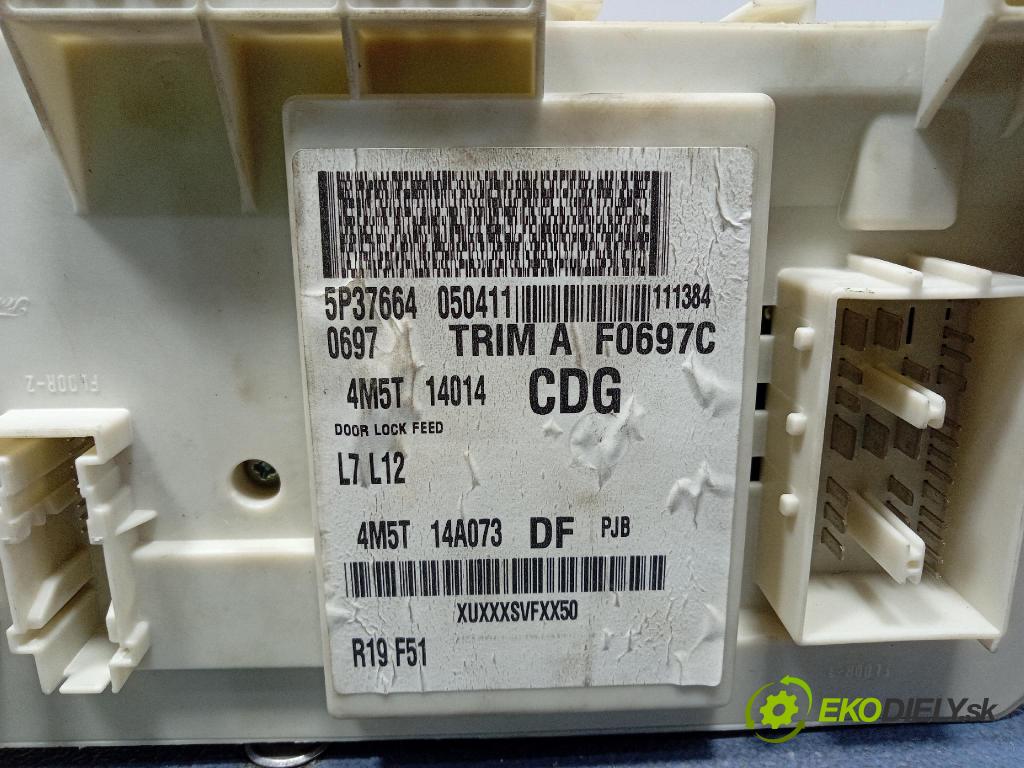 5P37664 050411 111384
0697 TRIM A F0697C
4M5T 14014 CDG
DOOR LOCK FEED
L7 L12
4M5T 14A073 DF PJB
XUXXXSVFXX50
R19 F51
FLOOR-2
EKODIELY.sk